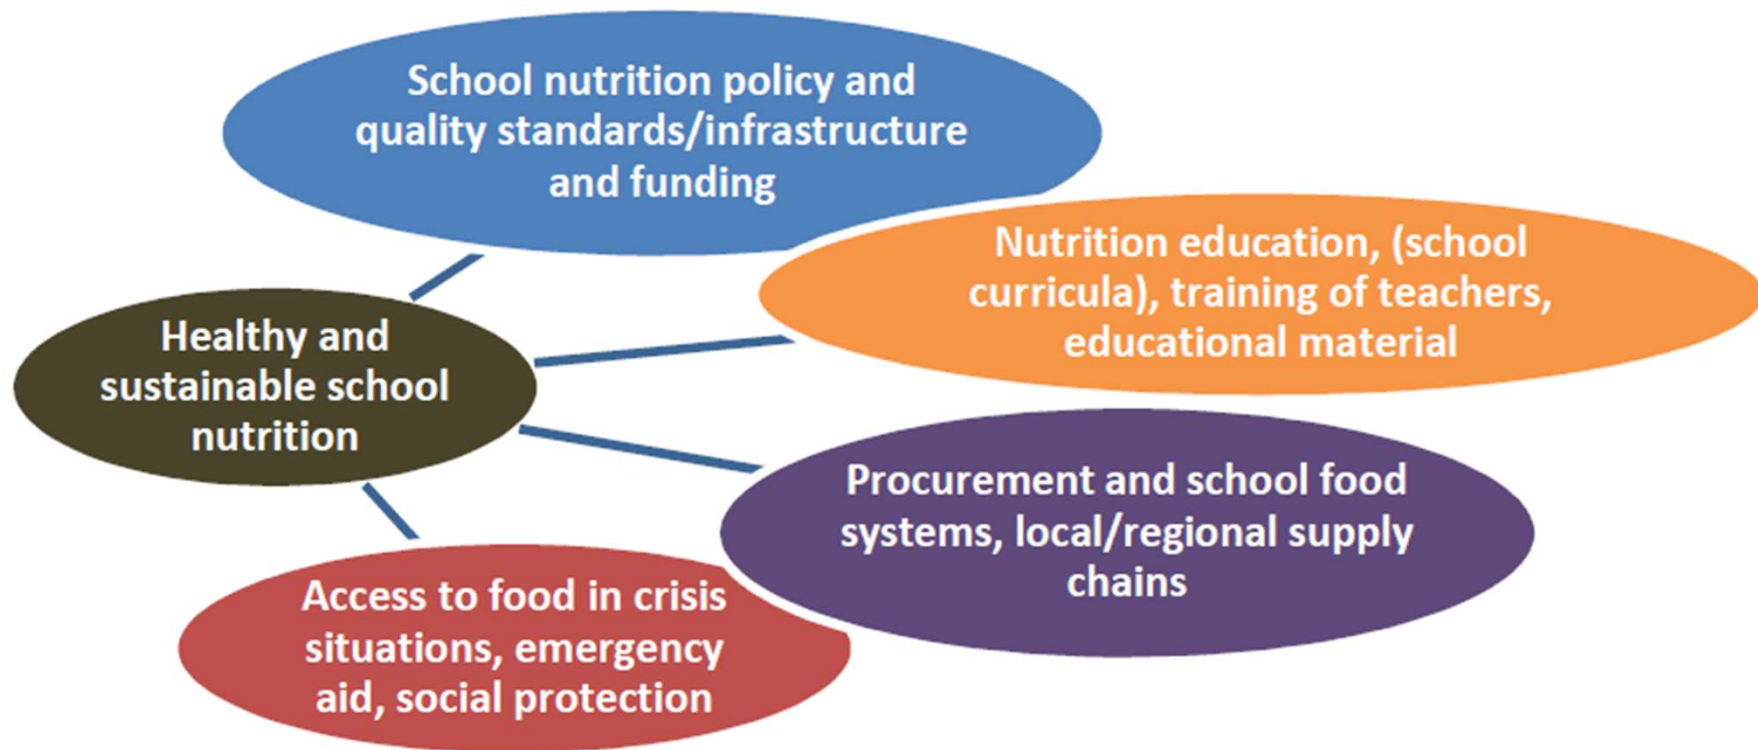 School nutrition policy and
quality standards/infrastructure
and funding
Nutrition education, (school
curricula), training of teachers,
educational material
Healthy and
sustainable school
nutrition
Procurement and school food
systems, local/regional supply
chains
Access to food in crisis
situations, emergency
aid, social protection